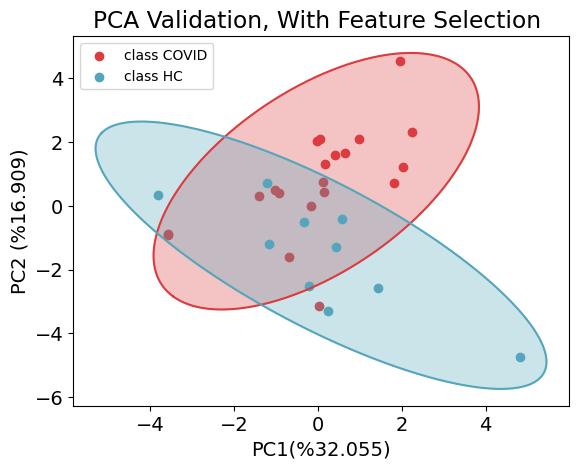 PCA Validation, With Feature Selection
class COVID
class HC
4
2
0
−2
−4
−6
PC2 (%16.909)
−4 −2 0 2 4
PC1(%32.055)